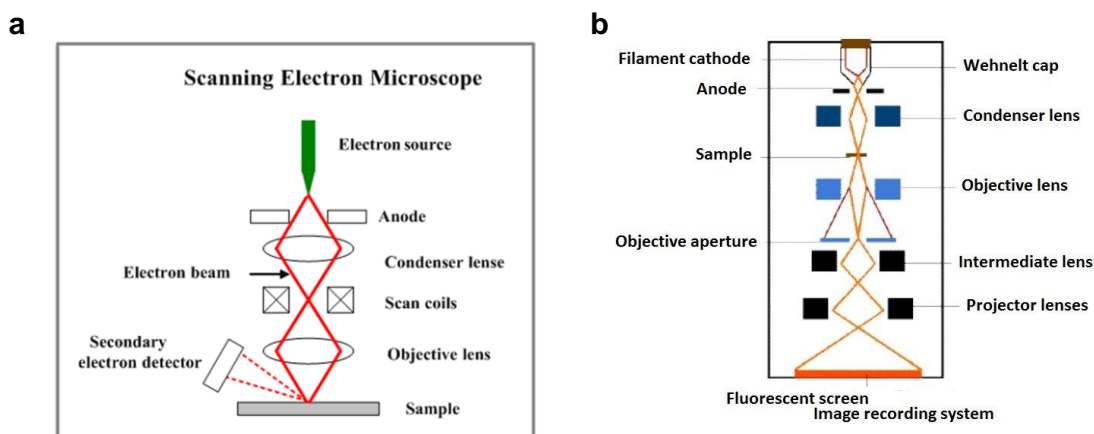 a
Scanning Electron Microscope
Electron source
Anode
Condenser lense
Electron beam
Scan coils
Secondary
electron detector
Objective lens
Sample
b
Filament cathode
Wehnelt cap
Anode
Condenser lens
Sample
Objective lens
Objective aperture
Intermediate lens
Projector lenses
Fluorescent screen
Image recording system